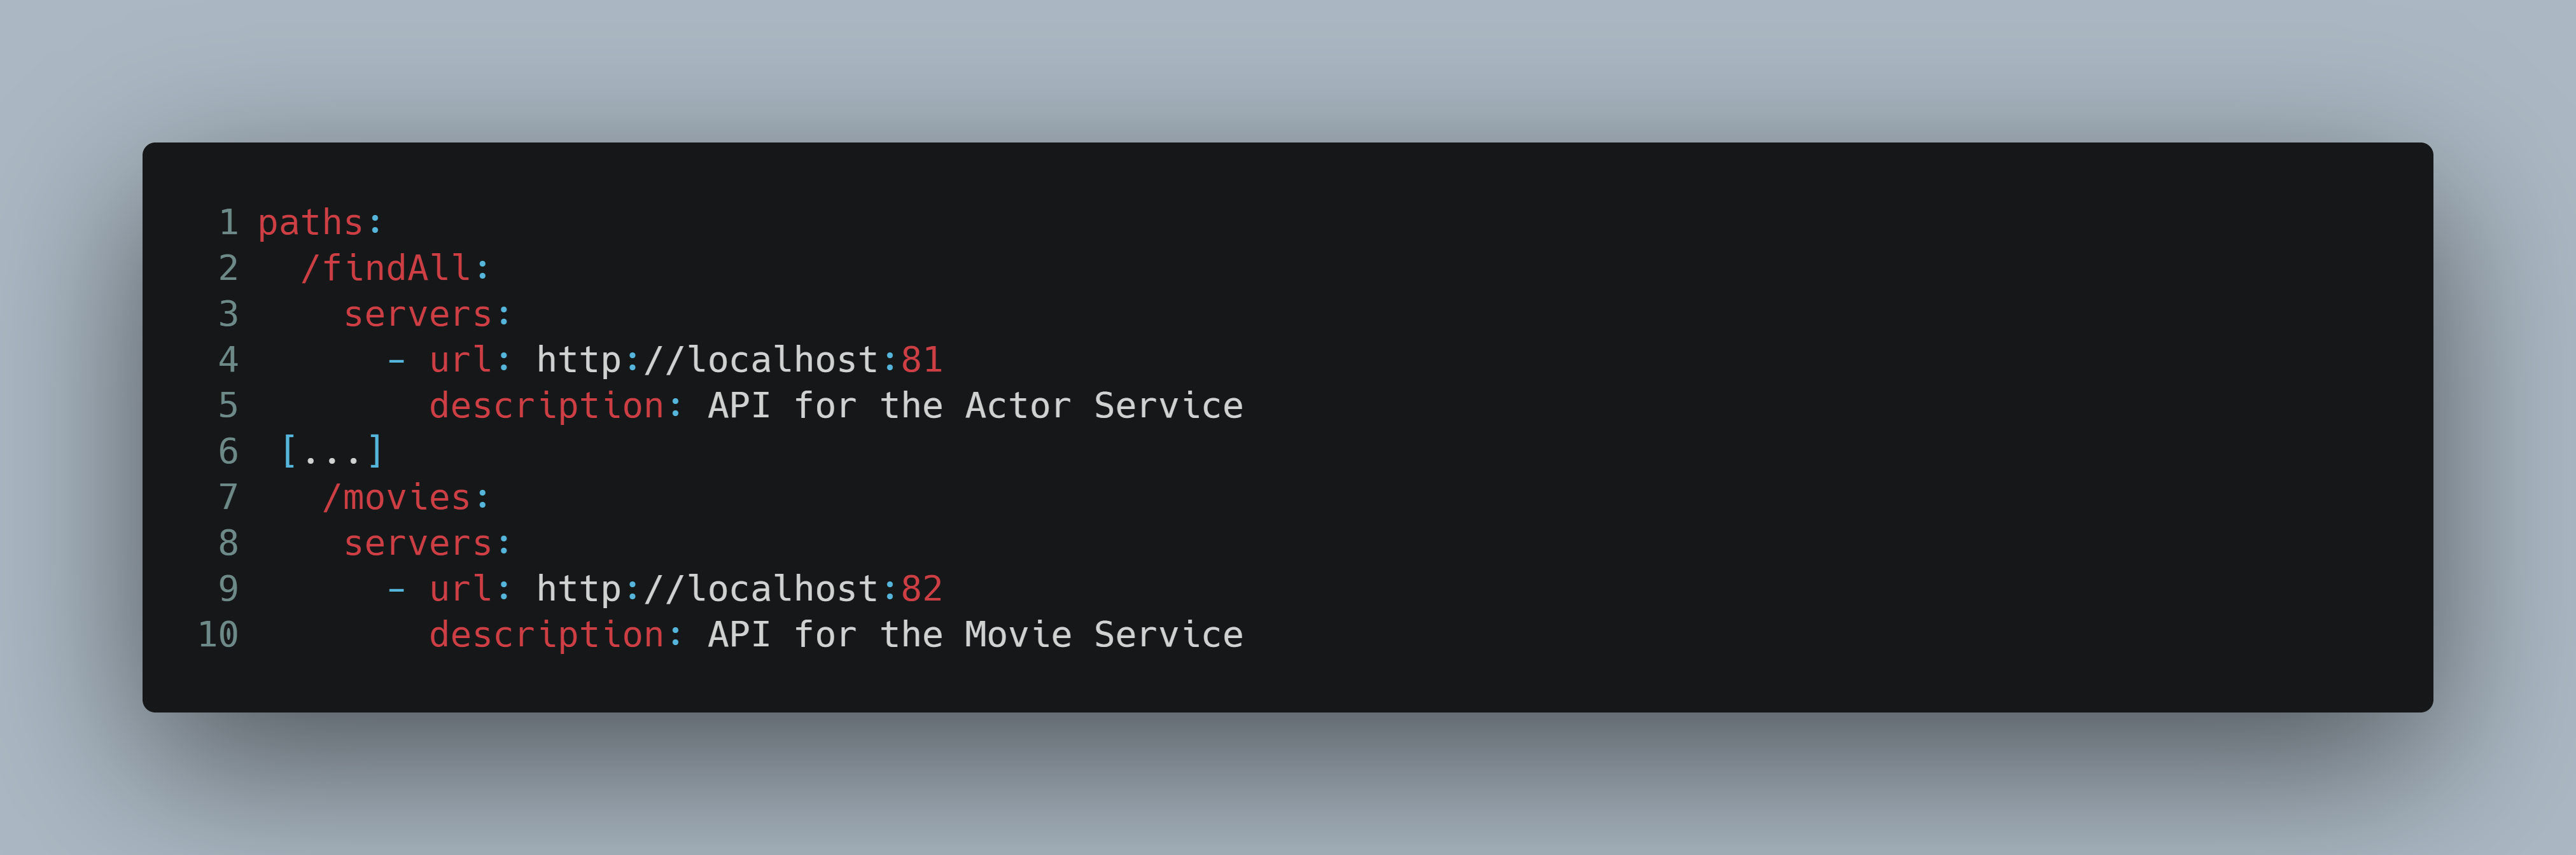 1 paths:
2   /findAll:
3     servers:
4       - url: http://localhost:81
5         description: API for the Actor Service
6  [...]
7    /movies:
8     servers:
9       - url: http://localhost:82
10         description: API for the Movie Service